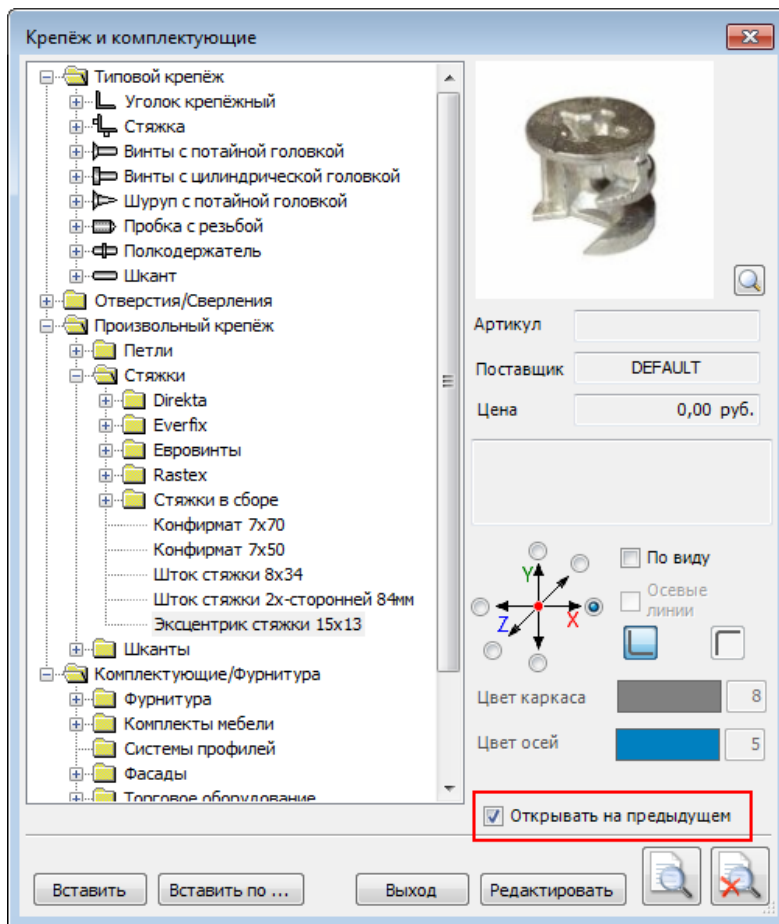 Крепёж и комплектующие
Типовой крепёж
Уголок крепёжный
Стяжка
Винты с потайной головкой
Винты с цилиндрической головкой
Шуруп с потайной головкой
Пробка с резьбой
Полкодержатель
Шкант
Отверстия/Сверления
Произвольный крепёж
Петли
Стяжки
Direkta
Everfix
Евровинты
Rastex
Стяжки в сборе
Конфирмат 7x70
Конфирмат 7x50
Шток стяжки 8x34
Шток стяжки 2х-сторонней 84мм
Эксцентрик стяжки 15x13
Шканты
Комплектующие/Фурнитура
Фурнитура
Комплекты мебели
Системы профилей
Фасады
Торговое оборудование
Артикул
Поставщик DEFAULT
Цена 0,00 руб.
Y
Z
X
По виду
Осевые
линии
Цвет каркаса 8
Цвет осей 5
Открывать на предыдущем
Вставить
Вставить по ...
Выход
Редактировать